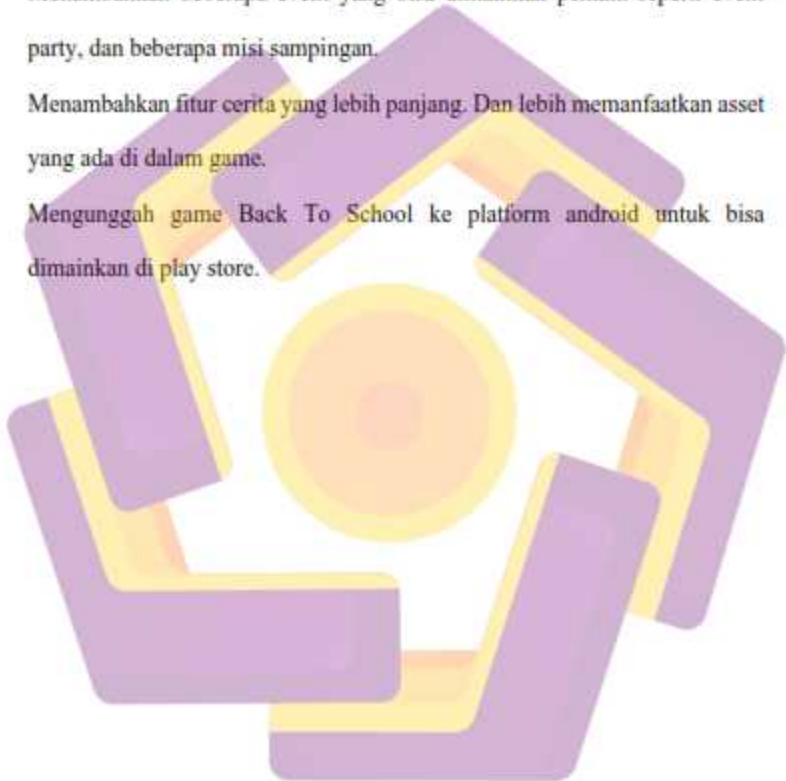 party, dan beberapa misi sampingan.
Menambahkan fitur cerita yang lebih panjang. Dan lebih memanfaatkan asset
yang ada di dalam game.
Mengunggah game Back To School ke platform android untuk bisa
dimainkan di play store.